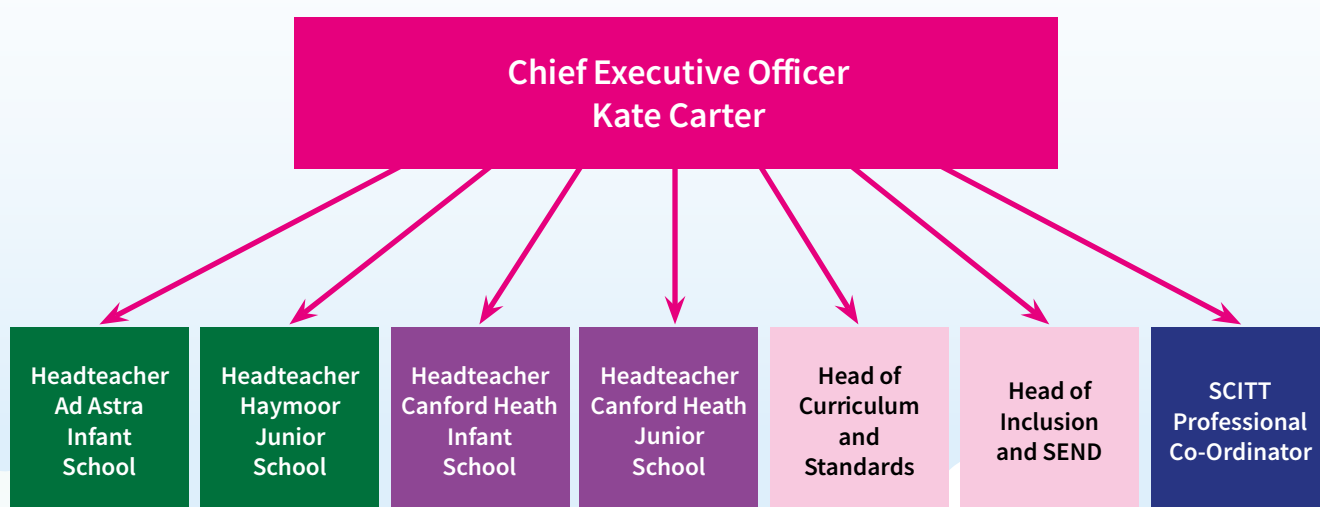 Chief Executive Officer
Kate Carter
Headteacher
Ad Astra
Infant
School
Headteacher
Haymoor
Junior
School
Headteacher
Canford Heath
Infant
School
Headteacher
Canford Heath
Junior
School
Head of
Curriculum
and
Standards
Head of
Inclusion
and SEND
SCITT
Professional
Co-Ordinator